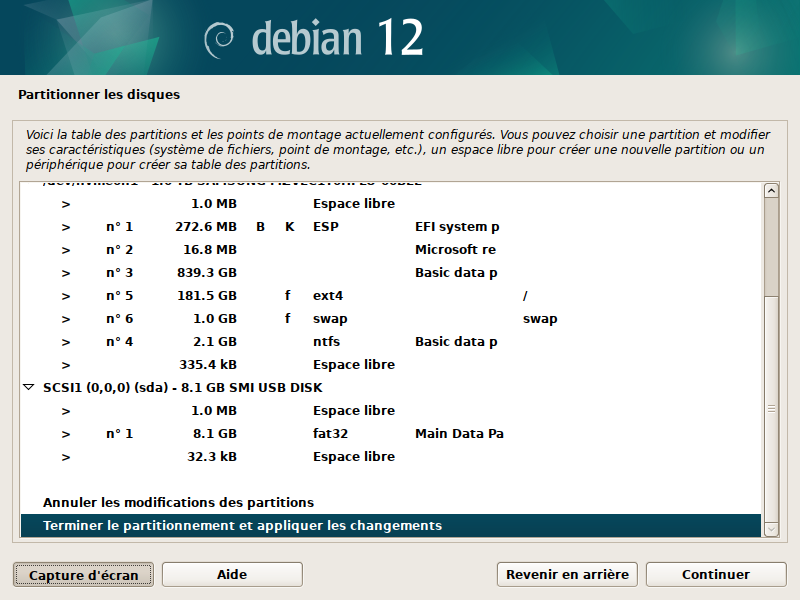 debian 12
Partitionner les disques
Voici la table des partitions et les points de montage actuellement configurés. Vous pouvez choisir une partition et modifier
ses caractéristiques (système de fichiers, point de montage, etc.), un espace libre pour créer une nouvelle partition ou un
périphérique pour créer sa table des partitions.
> 1.0 MB Espace libre
> n° 1 272.6 MB B K ESP EFI system p
> n° 2 16.8 MB Microsoft re
> n° 3 839.3 GB Basic data p
> n° 5 181.5 GB f ext4 /
> n° 6 1.0 GB f swap swap
> n° 4 2.1 GB ntfs Basic data p
> 335.4 kB Espace libre
SCSI1 (0,0,0) (sda) - 8.1 GB SMI USB DISK
> 1.0 MB Espace libre
> n° 1 8.1 GB fat32 Main Data Pa
> 32.3 kB Espace libre
Annuler les modifications des partitions
Terminer le partitionnement et appliquer les changements
Capture d'écran Aide Revenir en arrière Continuer